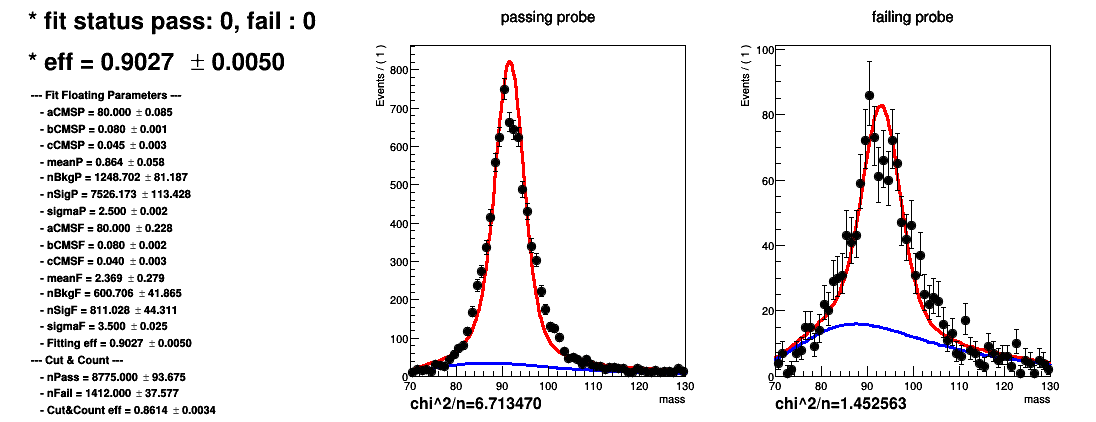 * fit status pass: 0, fail : 0
* eff = 0.9027 ± 0.0050
--- Fit Floating Parameters ---
- aCMSP = 80.000 ± 0.085
- bCMSP = 0.080 ± 0.001
- cCMSP = 0.045 ± 0.003
- meanP = 0.864 ± 0.058
- nBkgP = 1248.702 ± 81.187
- nSigP = 7526.173 ± 113.428
- sigmaP = 2.500 ± 0.002
- aCMSF = 80.000 ± 0.228
- bCMSF = 0.080 ± 0.002
- cCMSF = 0.040 ± 0.003
- meanF = 2.369 ± 0.279
- nBkgF = 600.706 ± 41.865
- nSigF = 811.028 ± 44.311
- sigmaF = 3.500 ± 0.025
- Fitting eff = 0.9027 ± 0.0050
--- Cut & Count ---
- nPass = 8775.000 ± 93.675
- nFail = 1412.000 ± 37.577
- Cut&Count eff = 0.8614 ± 0.0034
passing probe
Events / ( 1 )
800
700
600
500
400
300
200
100
0
70 80 90 100 110 120 130
mass
chi^2/n=6.713470
failing probe
Events / ( 1 )
100
80
60
40
20
0
70 80 90 100 110 120 130
mass
chi^2/n=1.452563